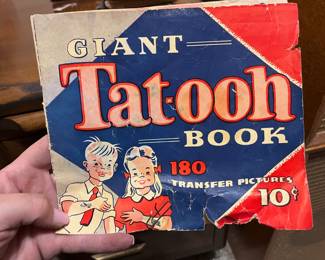 GIANT
Tat-ooh
BOOK
180
TRANSFER PICTURES
10¢